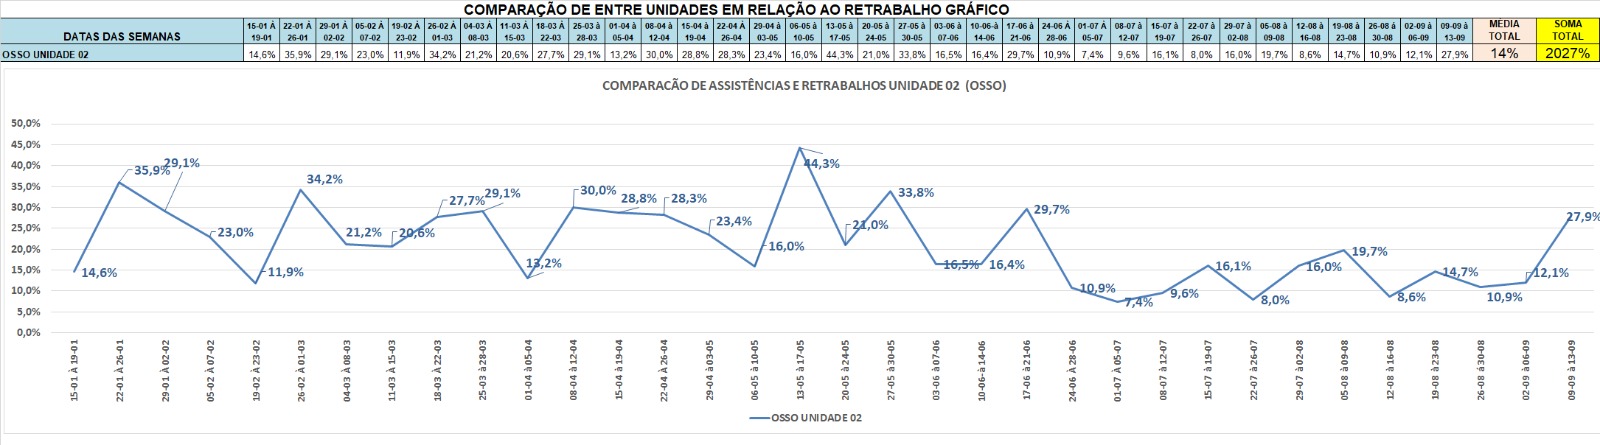 COMPARAÇÃO DE ENTRE UNIDADES EM RELAÇÃO AO RETRABALHO GRÁFICO
DATAS DAS SEMANAS 15-01 Á 19-01 22-01 Á 26-01 29-01 Á 02-02 05-02 Á 07-02 19-02 Á 23-02 26-02 Á 01-03 04-03 Á 08-03 11-03 Á 15-03 18-03 Á 22-03 25-03 à 28-03 01-04 à 5-04 08-04 à 12-04 15-04 à 19-04 22-04 à 26-04 29-04 à 03-05 06-05 à 10-05 13-05 à 17-05 20-05 à 24-05 27-05 à 30-05 03-06 à 07-06 10-06 à 14-06 17-06 à 21-06 24-06 Á 28-06 01-07 à 05-07 08-07 à 12-07 15-07 à 19-07 22-07 à 26-07 29-07 à 02-08 05-08 à 09-08 12-08 à 16-08 19-08 à 23-08 26-08 à 30-08 02-09 à 06-09 09-09 à 13-09 MÉDIA TOTAL SOMA TOTAL
OSSO UNIDADE 02 14,6% 35,9% 29,1% 23,0% 11,9% 34,2% 21,2% 20,6% 27,7% 29,1% 13,2% 30,0% 28,8% 28,3% 23,4% 16,0% 44,3% 21,0% 33,8% 16,5% 16,4% 29,7% 10,9% 7,4% 9,6% 16,1% 8,0% 16,0% 19,7% 8,6% 14,7% 10,9% 12,1% 27,9% 14% 2027%
COMPARACÃO DE ASSISTÊNCIAS E RETRABALHOS UNIDADE 02 (OSSO)
50,0%
45,0%
40,0%
35,0%
30,0%
25,0%
20,0%
15,0%
10,0%
5,0%
0,0%
14,6%
35,9%
29,1%
23,0%
11,9%
34,2%
21,2%
20,6%
27,7%
29,1%
13,2%
30,0%
28,8%
28,3%
23,4%
16,0%
44,3%
21,0%
33,8%
16,5%
16,4%
29,7%
10,9%
7,4%
9,6%
16,1%
8,0%
16,0%
19,7%
8,6%
14,7%
10,9%
12,1%
27,9%
15-01 À 19-01
22-01 À 26-01
29-01 À 02-02
05-02 À 07-02
19-02 À 23-02
26-02 À 01-03
04-03 À 08-03
11-03 À 15-03
18-03 À 22-03
25-03 à 28-03
01-04 à 05-04
08-04 à 12-04
15-04 à 19-04
22-04 à 26-04
29-04 à 03-05
06-05 à 10-05
13-05 à 17-05
20-05 à 24-05
27-05 à 30-05
03-06 à 07-06
10-06 à 14-06
17-06 à 21-06
24-06 À 28-06
01-07 à 05-07
08-07 à 12-07
15-07 à 19-07
22-07 à 26-07
29-07 à 02-08
05-08 à 09-08
12-08 à 16-08
19-08 à 23-08
26-08 à 30-08
02-09 à 06-09
09-09 à 13-09
OSSO UNIDADE 02